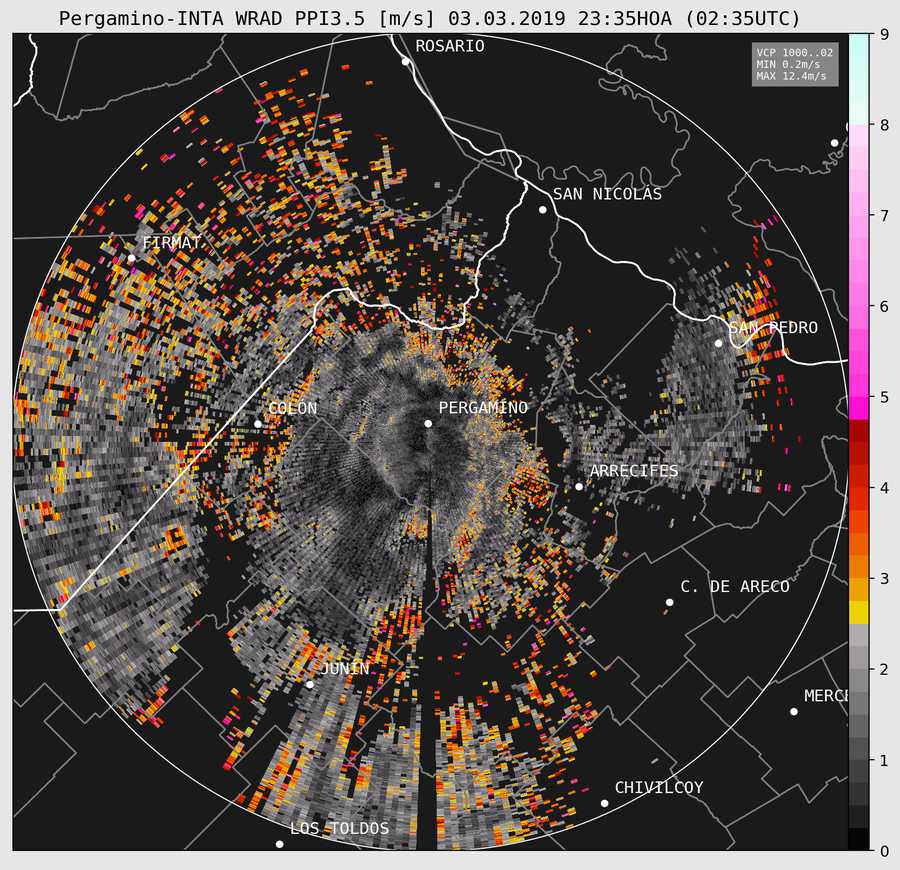 Pergamino-INTA WRAD PPI3.5 [m/s] 03.03.2019 23:35HOA (02:35UTC)
VCP 1000..02
MIN 0.2m/s
MAX 12.4m/s
ROSARIO
SAN NICOLAS
FIRMAT
SAN PEDRO
COLON
PERGAMINO
ARRECIFES
C. DE ARECO
JUNIN
MERCE
CHIVILCOY
LOS TOLDOS
9
8
7
6
5
4
3
2
1
0